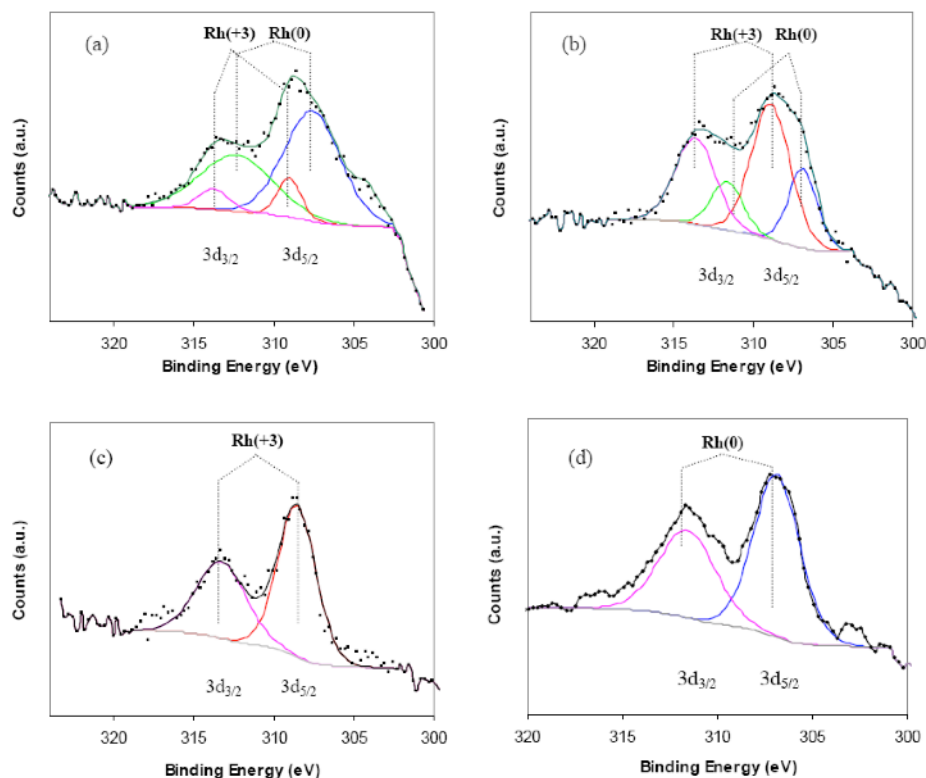 (a)
Rh(+3) Rh(0)
Counts (a.u.)
3d3/2 3d5/2
320 315 310 305 300
Binding Energy (eV)
(b)
Rh(+3) Rh(0)
Counts (a.u.)
3d3/2 3d5/2
320 315 310 305 300
Binding Energy (eV)
(c)
Rh(+3)
Counts (a.u.)
3d3/2 3d5/2
320 315 310 305 300
Binding Energy (eV)
(d)
Rh(0)
Counts (a.u.)
3d3/2 3d5/2
320 315 310 305 300
Binding Energy (eV)